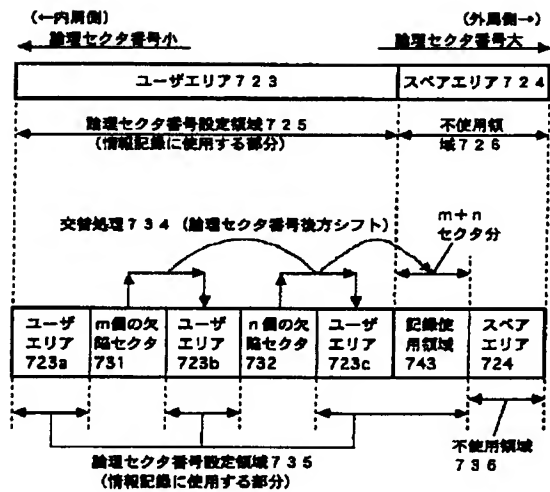 (←内周側)
(外周側→)
論理セクタ番号小
論理セクタ番号大
ユーザエリア723
スペアエリア724
論理セクタ番号設定領域725
(情報記録に使用する部分)
不使用領
域726
交替処理734(論理セクタ番号後方シフト)
m+n
セクタ分
ユーザ
エリア
723a
m個の欠
陥セクタ
731
ユーザ
エリア
723b
n個の欠
陥セクタ
732
ユーザ
エリア
723c
記録使
用領域
743
スペア
エリア
724
論理セクタ番号設定領域735
(情報記録に使用する部分)
不使用領域
736